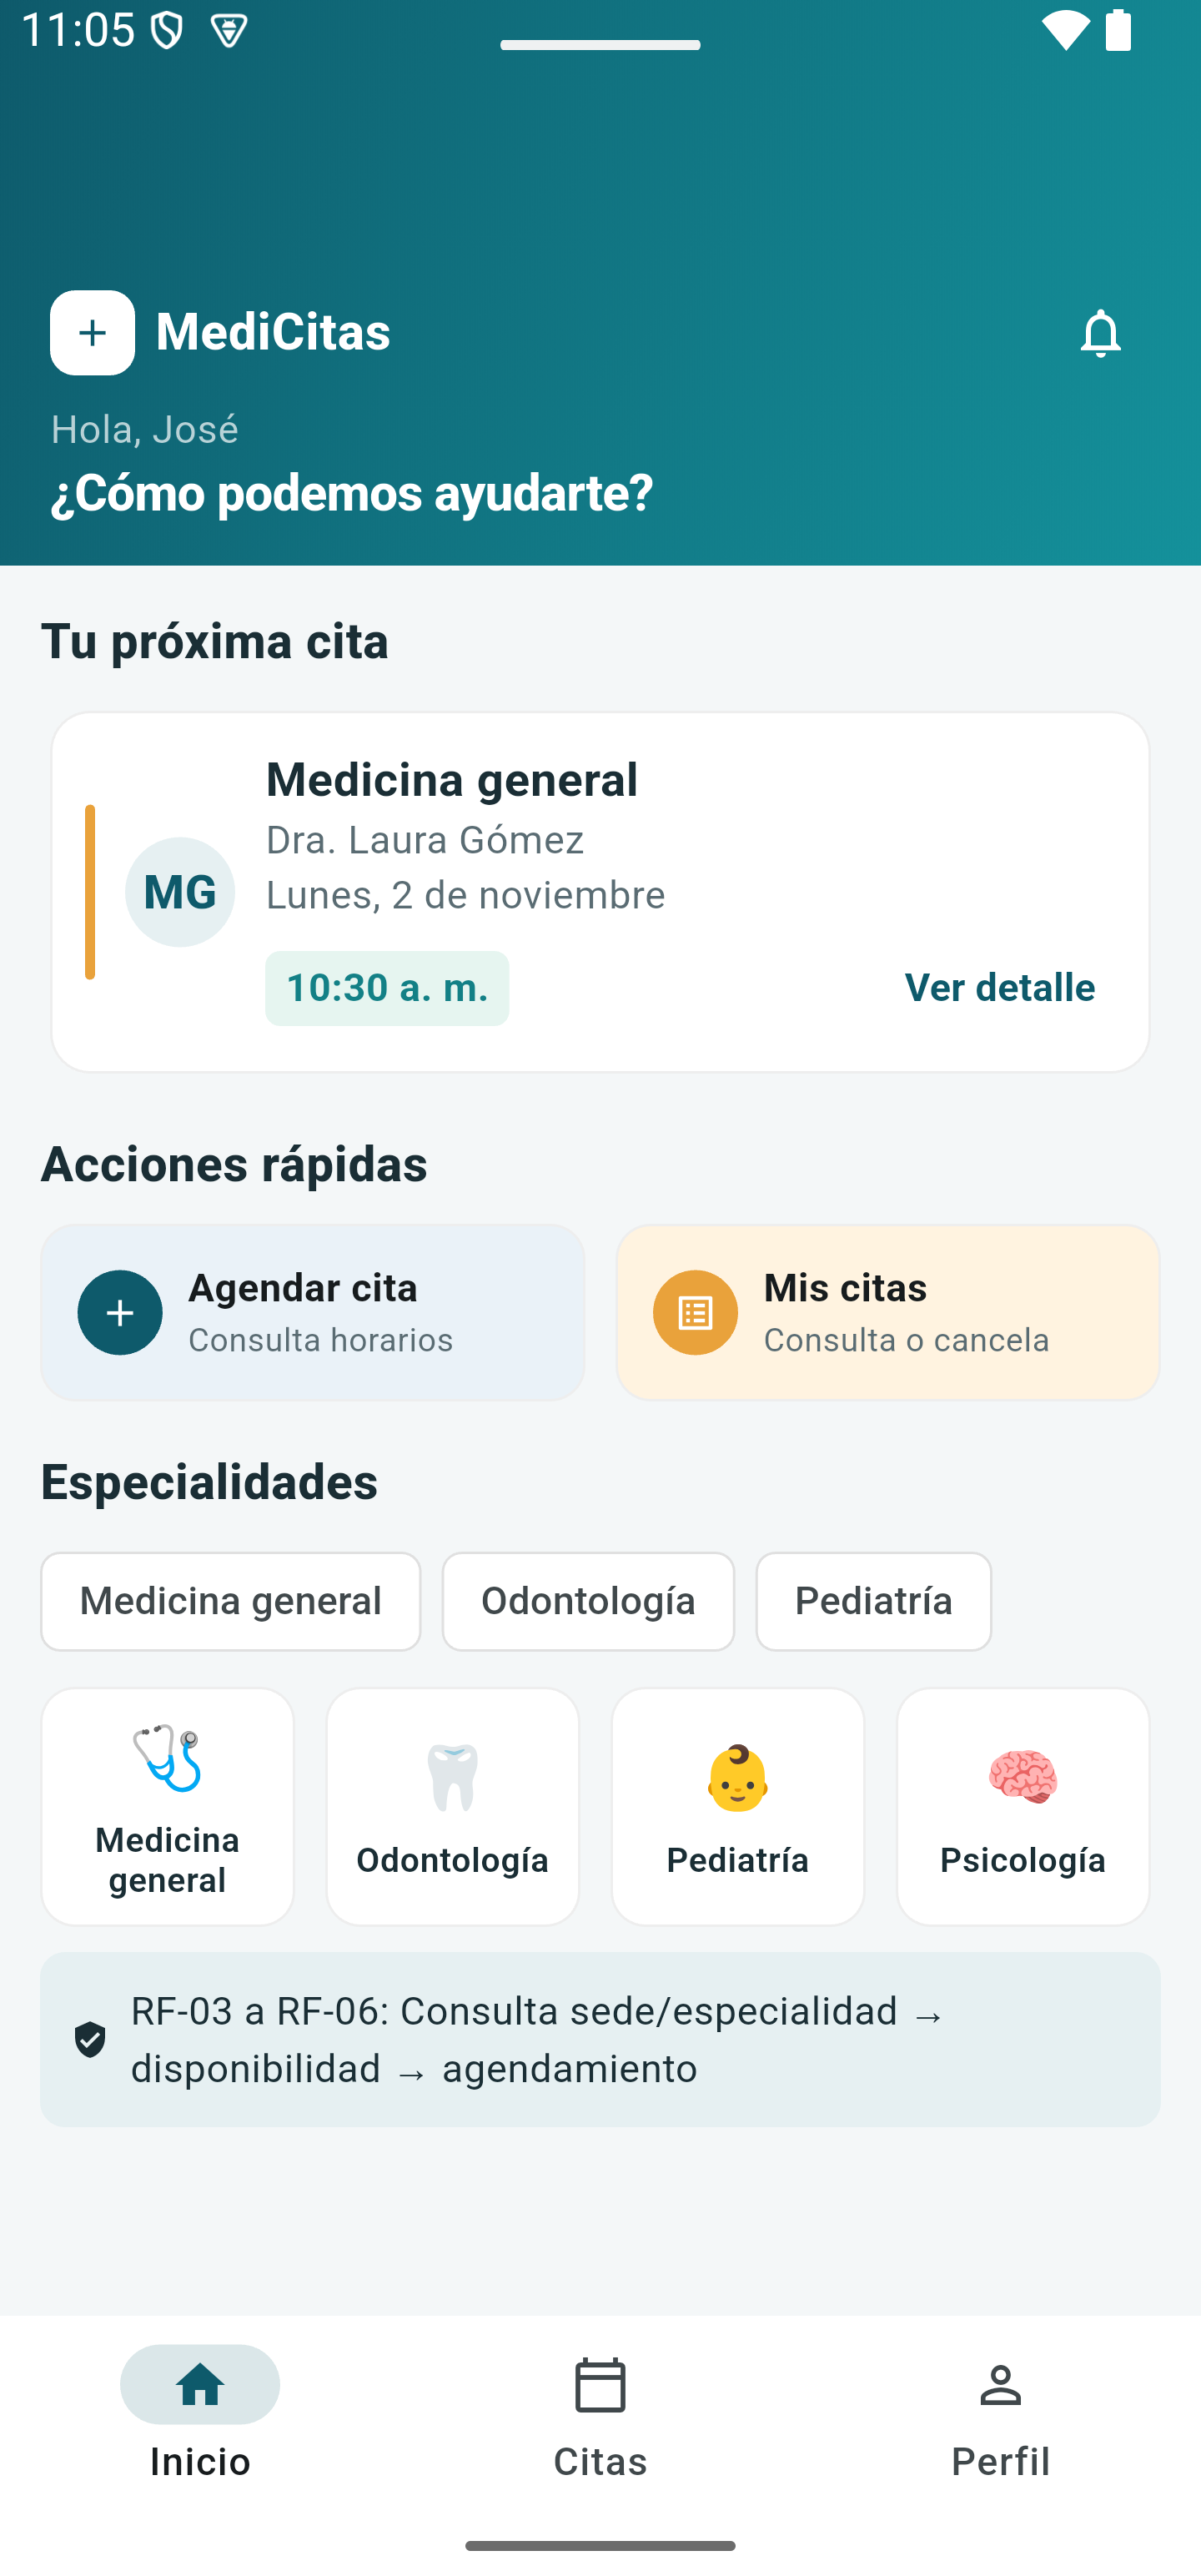 11:05
MediCitas
Hola, José
¿Cómo podemos ayudarte?
Tu próxima cita
Medicina general
Dra. Laura Gómez
MG
Lunes, 2 de noviembre
10:30 a. m.
Ver detalle
Acciones rápidas
Agendar cita
Consulta horarios
Mis citas
Consulta o cancela
Especialidades
Medicina general
Odontología
Pediatría
Medicina
general
Odontología
Pediatría
Psicología
RF-03 a RF-06: Consulta sede/especialidad →
disponibilidad → agendamiento
Inicio
Citas
Perfil